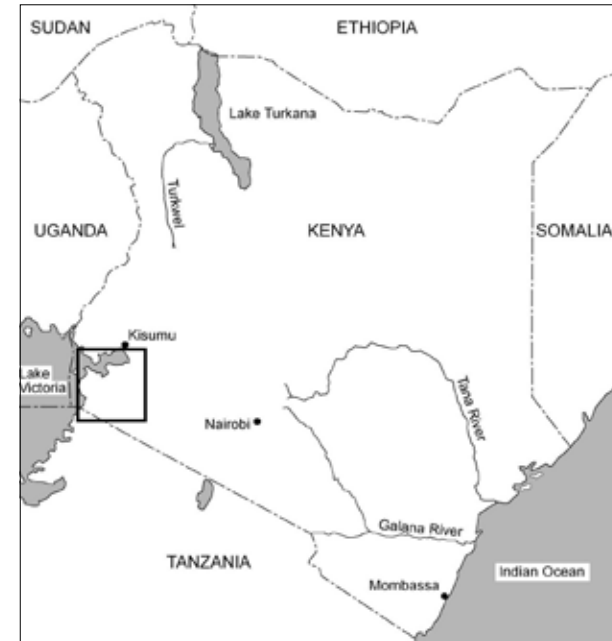 SUDAN
ETHIOPIA
Lake Turkana
Turkwel
UGANDA
KENYA
SOMALIA
Kisumu
Lake
Victoria
Tana River
Nairobi
Galana River
TANZANIA
Indian Ocean
Mombassa